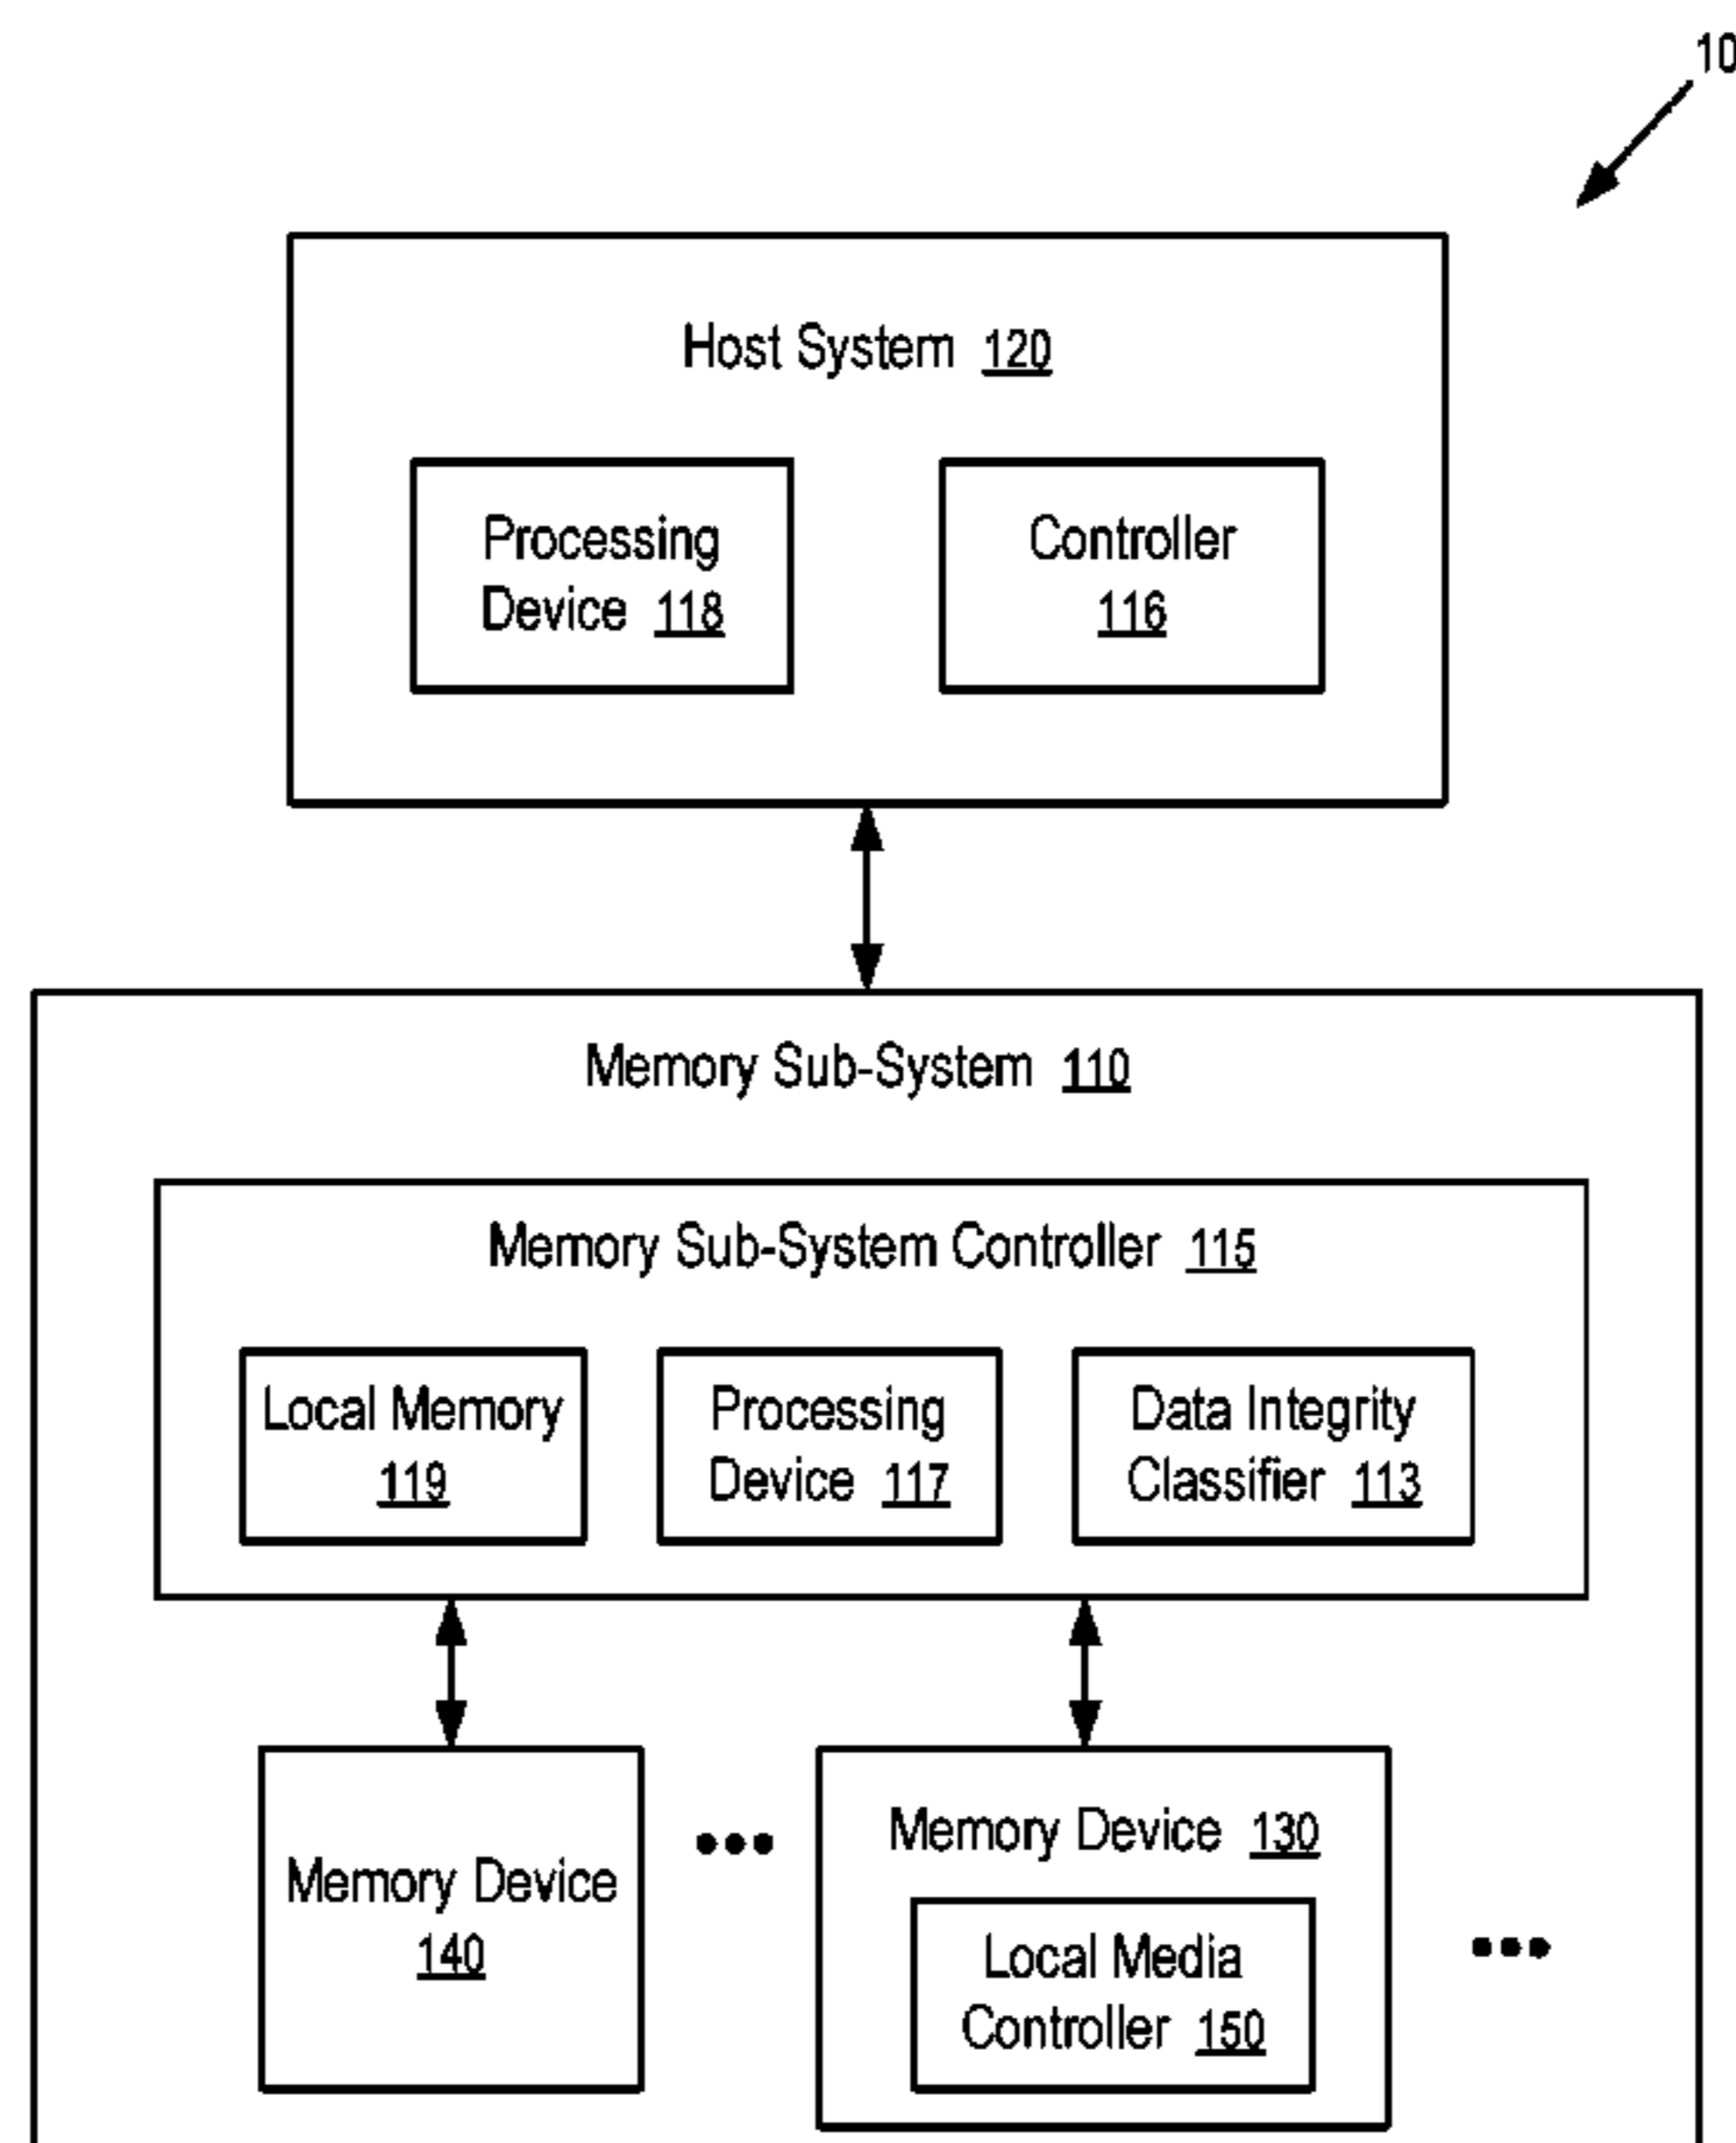 10
Host System 120
Processing
Device 118
Controller
116
Memory Sub-System 110
Memory Sub-System Controller 115
Local Memory
119
Processing
Device 117
Data Integrity
Classifier 113
Memory Device
140
Memory Device 130
Local Media
Controller 150